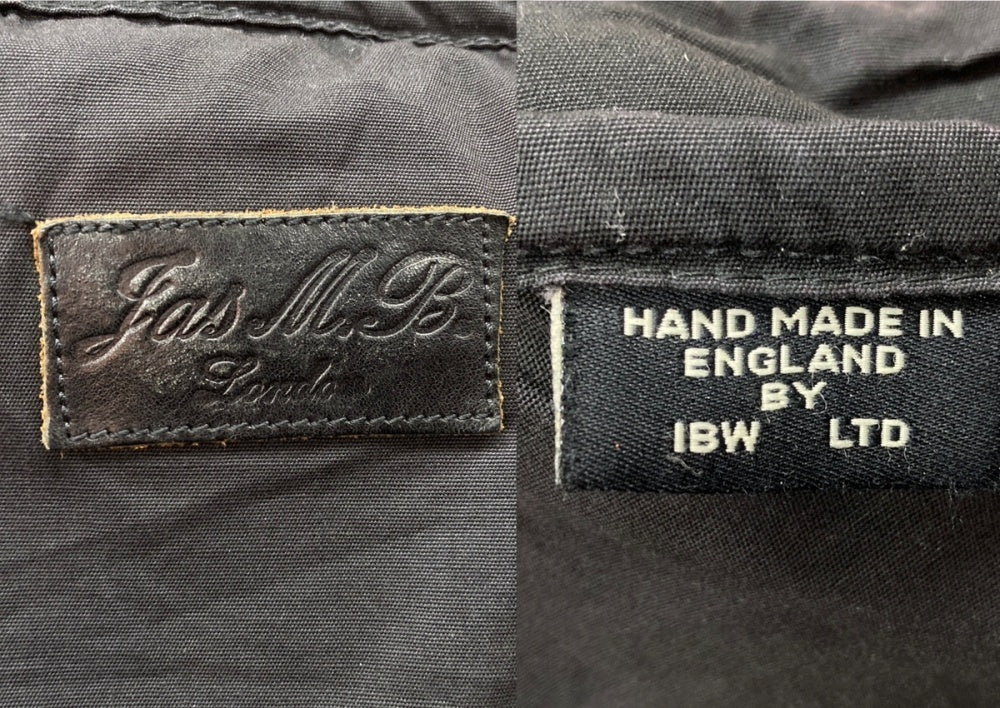 Jas M.B
London
HAND MADE IN
ENGLAND
BY
IBW LTD